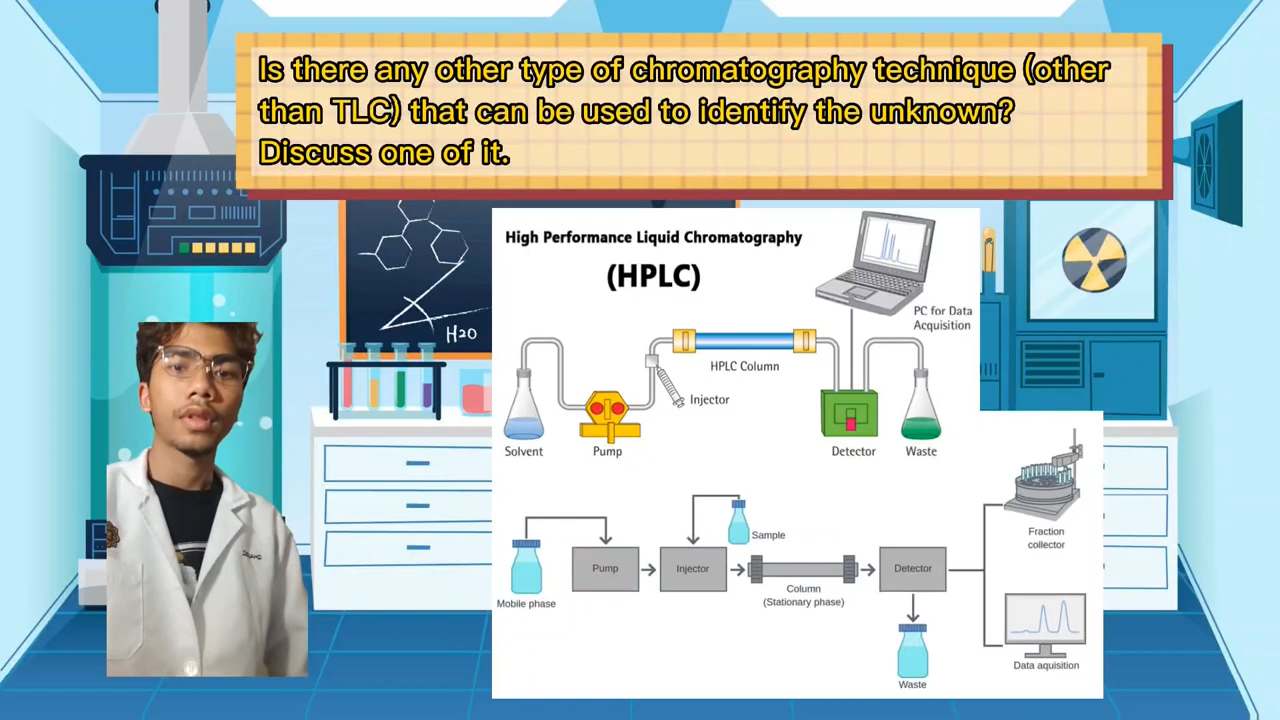 Is there any other type of chromatography technique (other
than TLC) that can be used to identify the unknown?
Discuss one of it.
High Performance Liquid Chromatography
(HPLC)
PC for Data
Acquisition
H2O
HPLC Column
Injector
Solvent
Pump
Detector
Waste
Sample
Fraction
collector
Pump
Injector
Detector
Column
(Stationary phase)
Mobile phase
Data aquisition
Waste